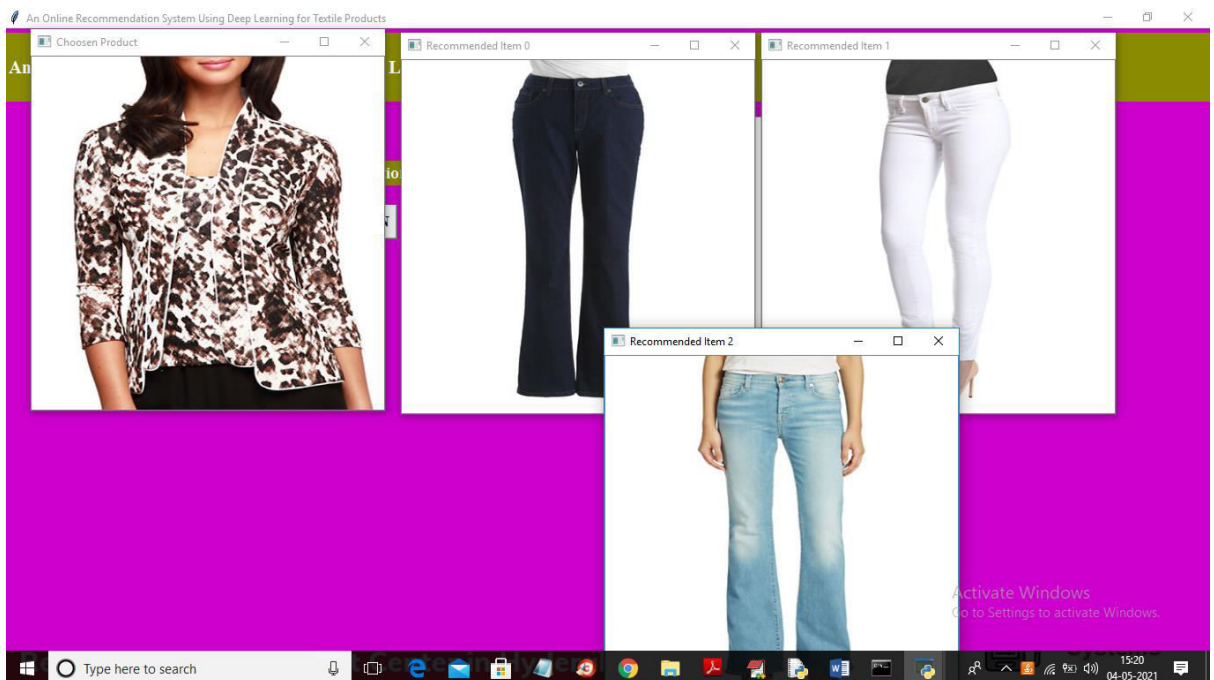 An Online Recommendation System Using Deep Learning for Textile Products
Choosen Product
Recommended Item 0
Recommended Item 1
An
L
Recommended Item 2
Activate Windows
Go to Settings to activate Windows.
Type here to search
15:20
04-05-2021